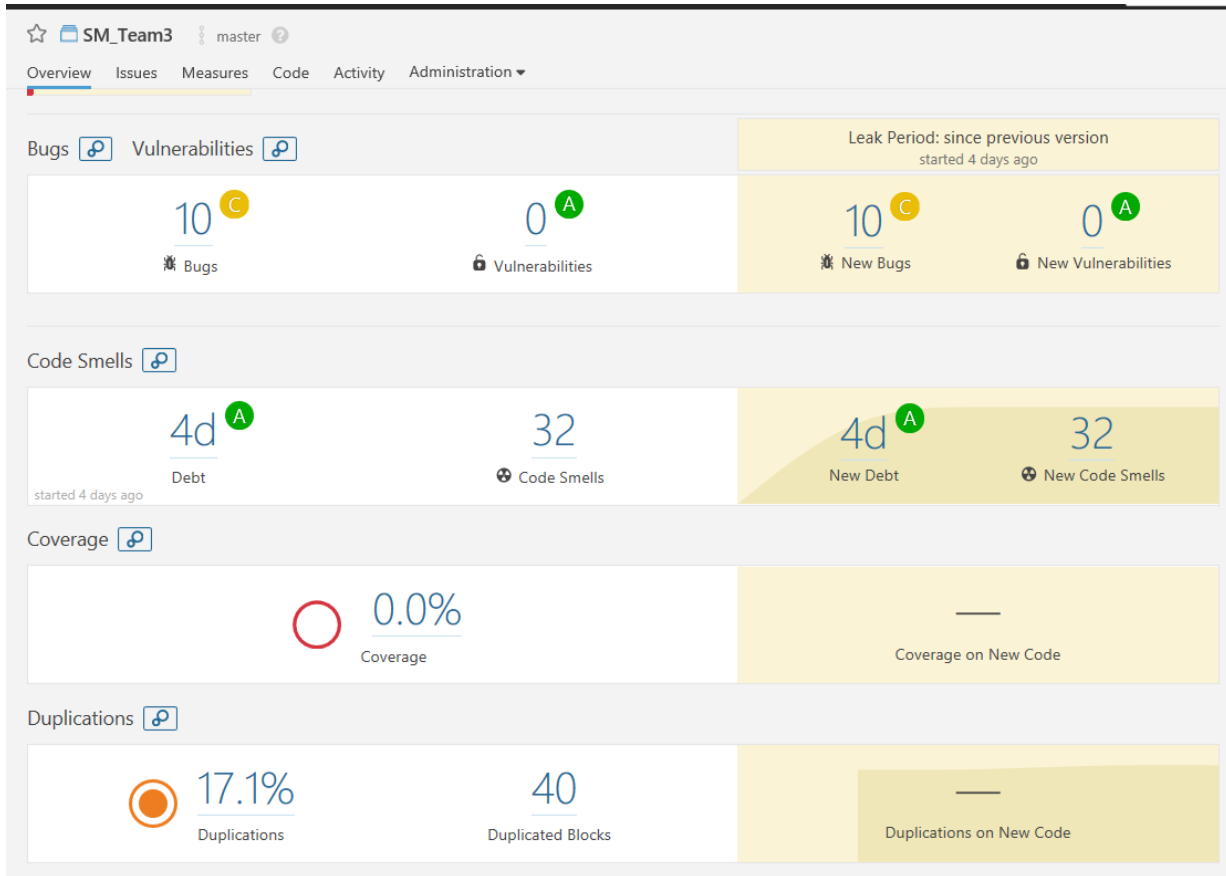 SM_Team3 master
Overview Issues Measures Code Activity Administration
Bugs Vulnerabilities
Leak Period: since previous version
started 4 days ago
10 C 0 A 10 C 0 A
Bugs Vulnerabilities New Bugs New Vulnerabilities
Code Smells
4d A 32 4d A 32
Debt Code Smells New Debt New Code Smells
started 4 days ago
Coverage
0.0% —
Coverage Coverage on New Code
Duplications
17.1% 40 —
Duplications Duplicated Blocks Duplications on New Code